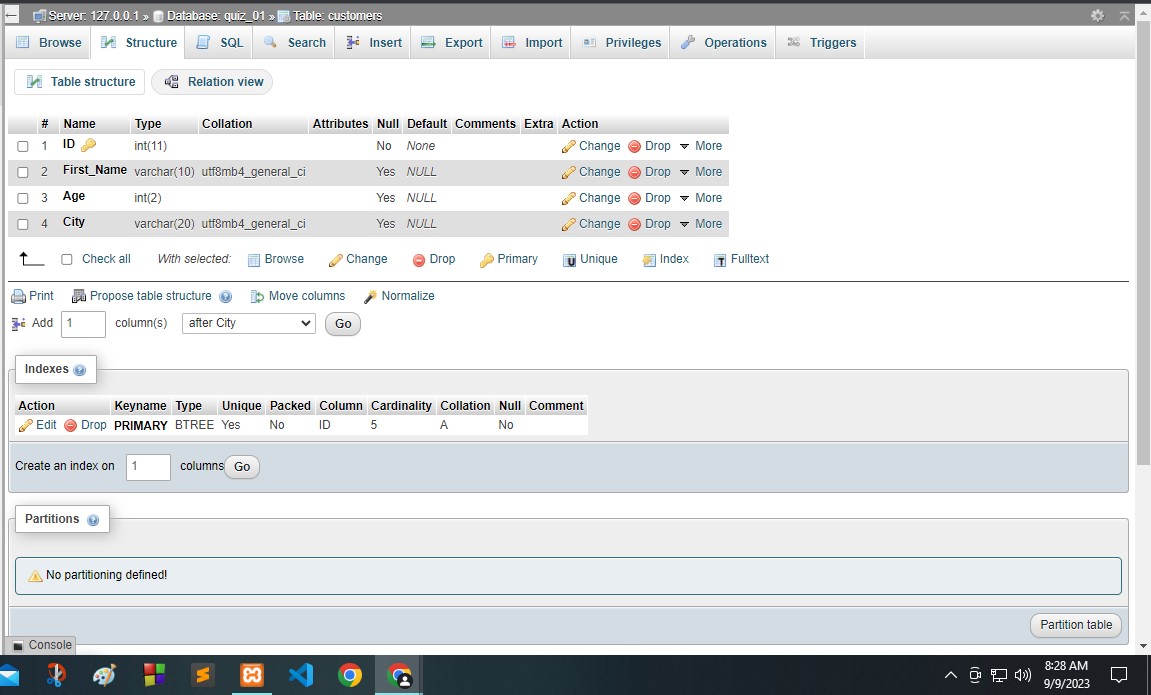 Server: 127.0.0.1 » Database: quiz_01 » Table: customers
Browse Structure SQL Search Insert Export Import Privileges Operations Triggers
Table structure Relation view
# Name Type Collation Attributes Null Default Comments Extra Action
1 ID int(11) No None Change Drop More
2 First_Name varchar(10) utf8mb4_general_ci Yes NULL Change Drop More
3 Age int(2) Yes NULL Change Drop More
4 City varchar(20) utf8mb4_general_ci Yes NULL Change Drop More
Check all With selected: Browse Change Drop Primary Unique Index Fulltext
Print Propose table structure Move columns Normalize
Add 1 column(s) after City Go
Indexes
Action Keyname Type Unique Packed Column Cardinality Collation Null Comment
Edit Drop PRIMARY BTREE Yes No ID 5 A No
Create an index on 1 columns Go
Partitions
No partitioning defined!
Partition table
Console
8:28 AM
9/9/2023